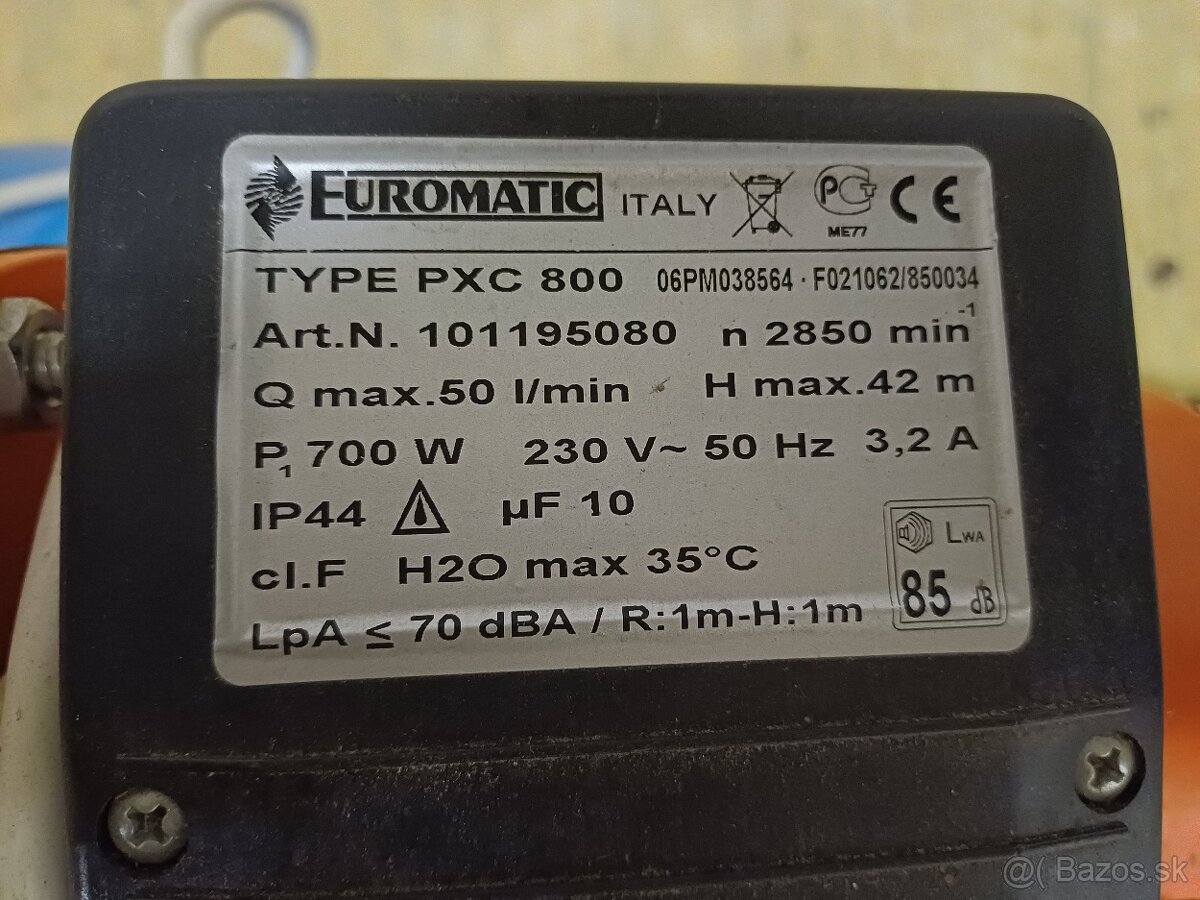 EUROMATIC ITALY PCT ME77 CE
TYPE PXC 800 06PM038564 · F021062/850034
Art.N. 101195080 n 2850 min⁻¹
Q max.50 l/min H max.42 m
P₁ 700 W 230 V~ 50 Hz 3,2 A
IP44 µF 10
cl.F H2O max 35°C
LpA ≤ 70 dBA / R:1m-H:1m
LWA
85 dB
@( Bazos.sk